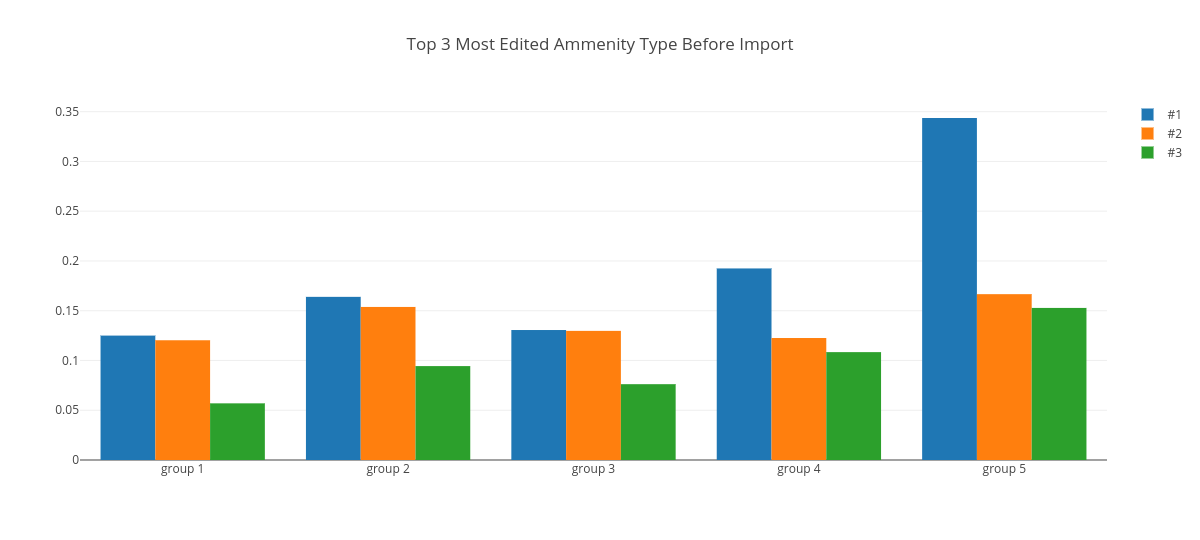 Top 3 Most Edited Ammenity Type Before Import
0.35
0.3
0.25
0.2
0.15
0.1
0.05
0
group 1
group 2
group 3
group 4
group 5
#1
#2
#3